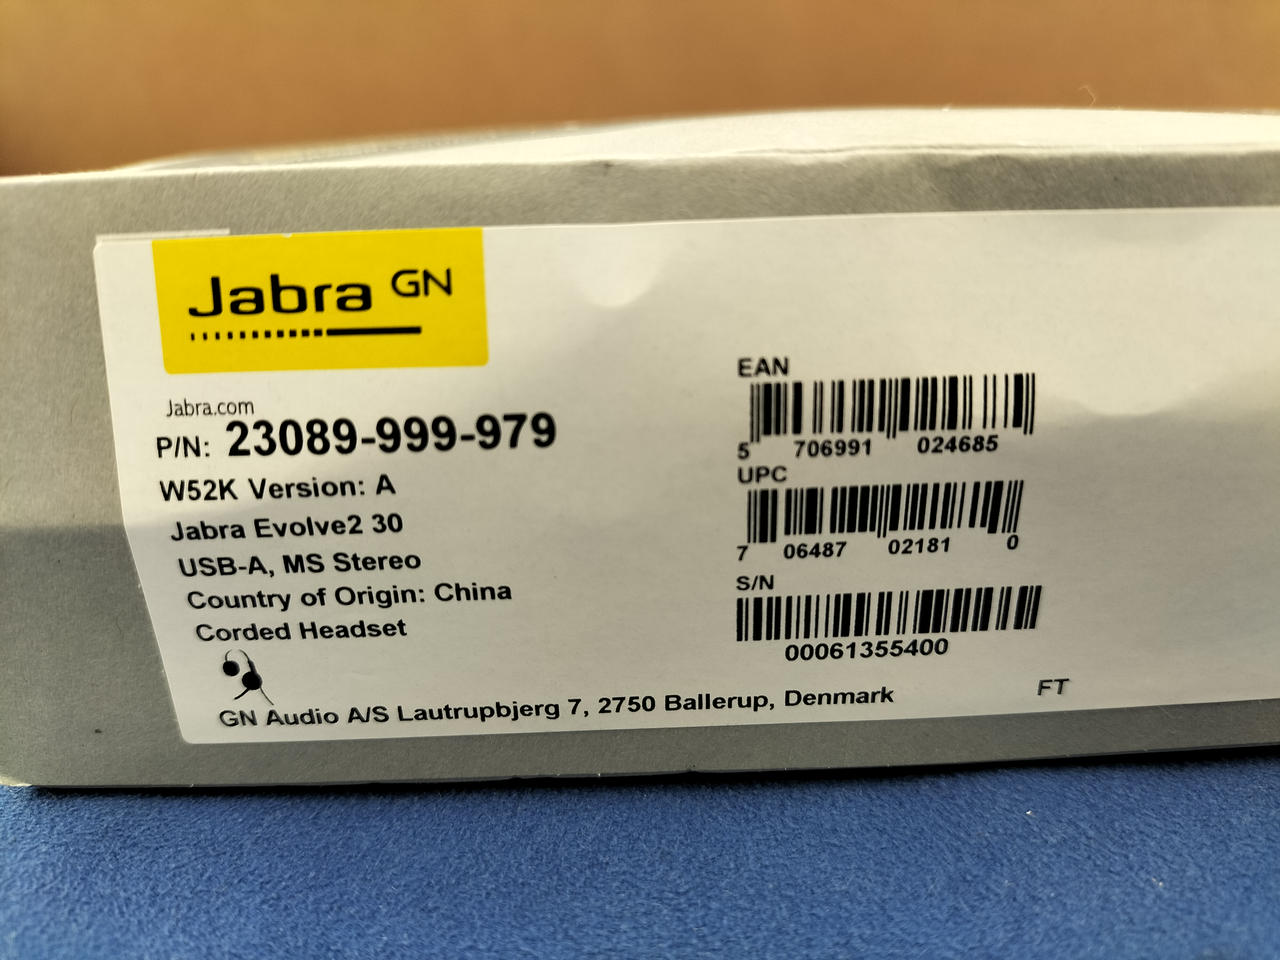 Jabra GN
Jabra.com
P/N: 23089-999-979
W52K Version: A
Jabra Evolve2 30
USB-A, MS Stereo
Country of Origin: China
Corded Headset
GN Audio A/S Lautrupbjerg 7, 2750 Ballerup, Denmark
EAN
5 706991 024685
UPC
7 06487 02181 0
S/N
00061355400
FT